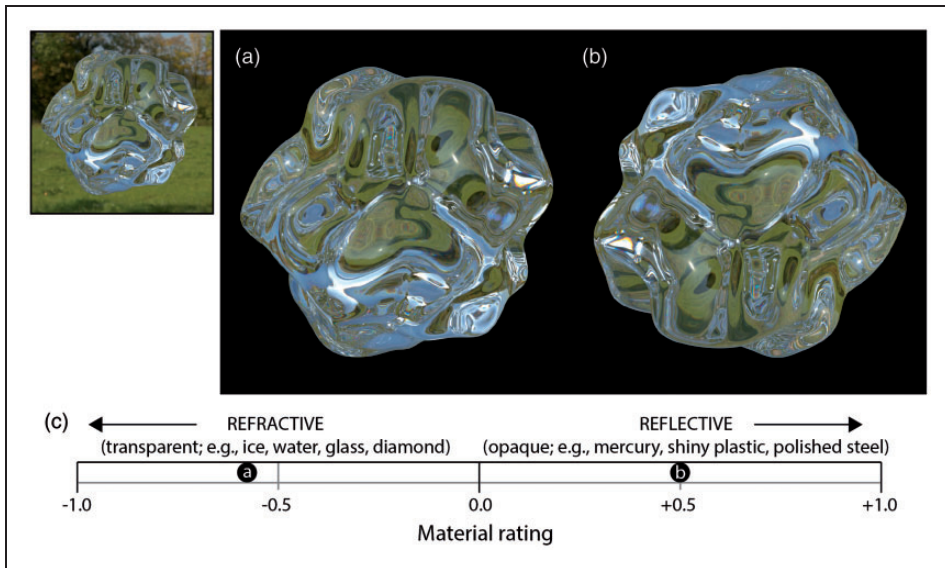 (a)
(b)
(c)
REFRACTIVE
REFLECTIVE
(transparent; e.g., ice, water, glass, diamond)
(opaque; e.g., mercury, shiny plastic, polished steel)
a
b
-1.0
-0.5
0.0
+0.5
+1.0
Material rating